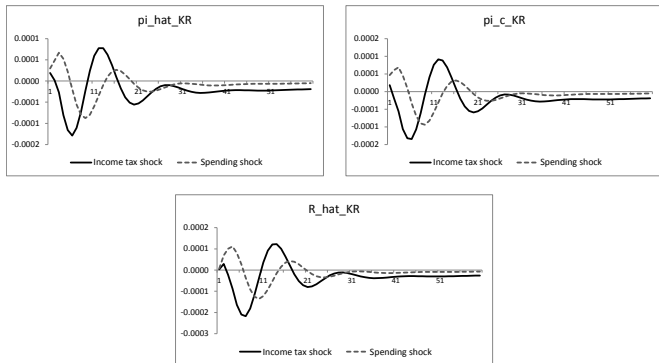 pi_hat_KR
0.0001
0.0001
0.0000
-0.0001
-0.0001
-0.0002
1 11 21 31 41 51
Income tax shock Spending shock
pi_c_KR
0.0002
0.0001
0.0001
0.0000
-0.0001
-0.0001
-0.0002
1 11 21 31 41 51
Income tax shock Spending shock
R_hat_KR
0.0002
0.0001
0.0000
-0.0001
-0.0002
-0.0003
1 11 21 31 41 51
Income tax shock Spending shock